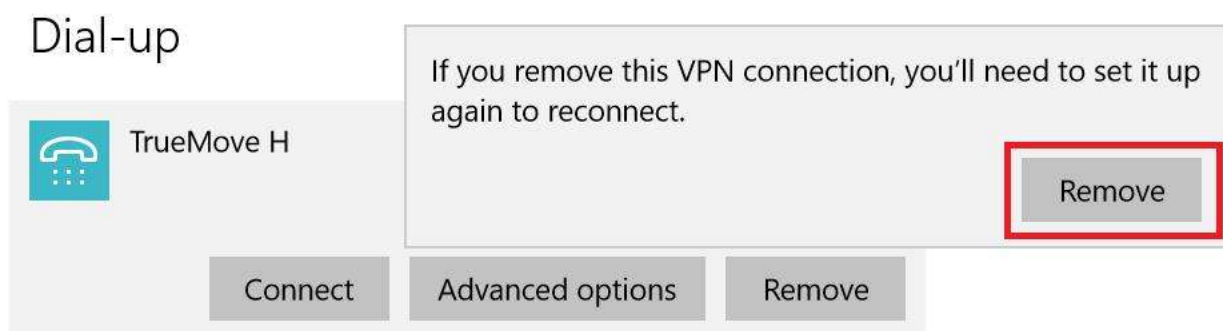 Dial-up
If you remove this VPN connection, you'll need to set it up
again to reconnect.
TrueMove H
Remove
Connect
Advanced options
Remove